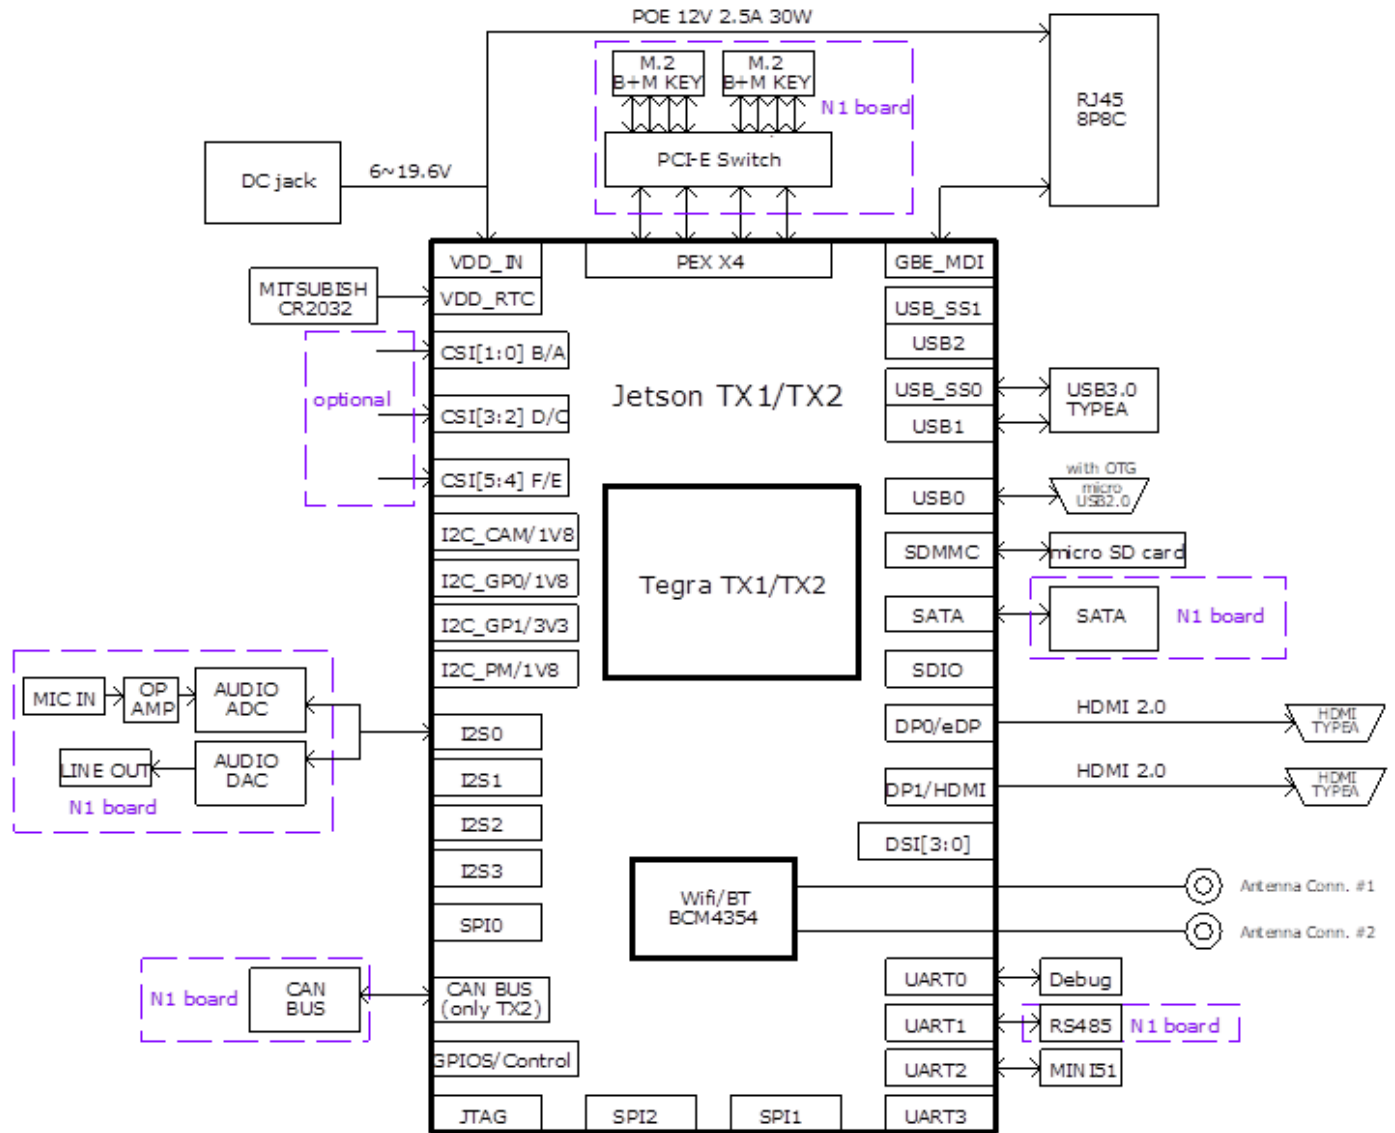 POE 12V 2.5A 30W
M.2
B+M KEY
M.2
B+M KEY
N1 board
RJ45
8P8C
PCI-E Switch
DC jack
6~19.6V
VDD_IN
PEX X4
GBE_MDI
MITSUBISH
CR2032
VDD_RTC
USB_SS1
USB2
CSI[1:0] B/A
optional
CSI[3:2] D/C
CSI[5:4] F/E
Jetson TX1/TX2
USB_SS0
USB1
USB3.0
TYPEA
with OTG
micro
USB2.0
USB0
I2C_CAM/1V8
SDMMC
micro SD card
I2C_GP0/1V8
Tegra TX1/TX2
I2C_GP1/3V3
SATA
SATA
N1 board
I2C_PM/1V8
SDIO
MIC IN
OP
AMP
AUDIO
ADC
I2S0
DP0/eDP
HDMI 2.0
HDMI
TYPEA
LINE OUT
AUDIO
DAC
N1 board
I2S1
DP1/HDMI
HDMI 2.0
HDMI
TYPEA
I2S2
DSI[3:0]
I2S3
Wifi/BT
BCM4354
Antenna Conn. #1
SPI0
Antenna Conn. #2
N1 board
CAN
BUS
CAN BUS
(only TX2)
UART0
Debug
UART1
RS485
N1 board
GPIOS/Control
UART2
MINI51
JTAG
SPI2
SPI1
UART3